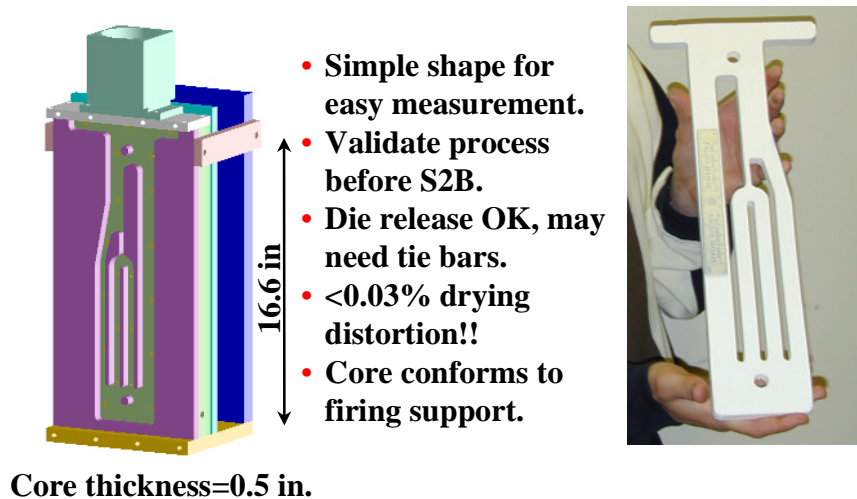 • Simple shape for
easy measurement.
• Validate process
before S2B.
• Die release OK, may
need tie bars.
• <0.03% drying
distortion!!
• Core conforms to
firing support.
16.6 in
Core thickness=0.5 in.